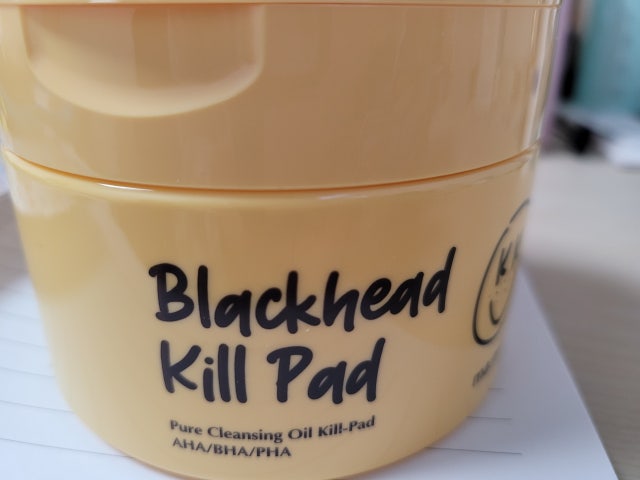 Blackhead
Kill Pad
Pure Cleansing Oil Kill-Pad
AHA/BHA/PHA